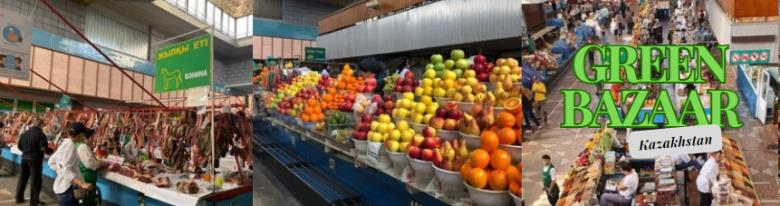 ЖЫЛҚЫ ЕТІ
КОНИНА
GREEN
BAZAAR
Kazakhstan